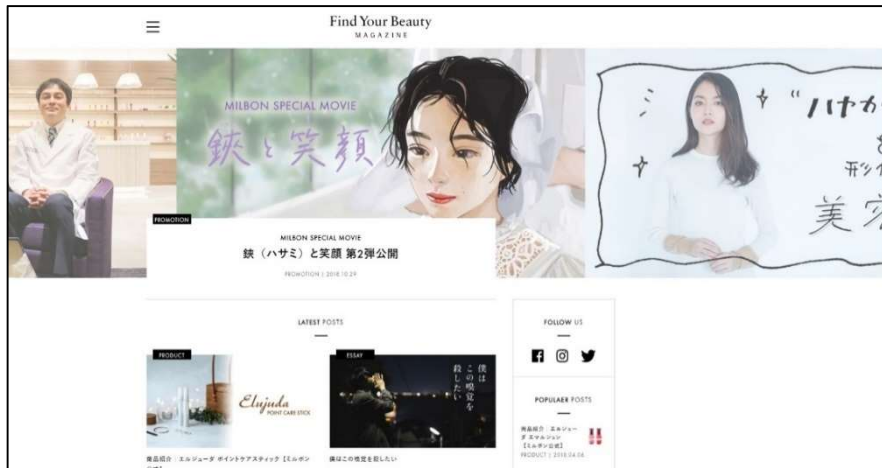 Find Your Beauty
MAGAZINE
MILBON SPECIAL MOVIE
鋏と笑顔
PROMOTION
MILBON SPECIAL MOVIE
鋏（ハサミ）と笑顔 第2弾公開
PROMOTION | 2018.10.29
"ハヤカ
美容
LATEST POSTS
PRODUCT
Elujuda
POINT CARE STICK
商品紹介｜エルジューダ ポイントケアスティック【ミルボン
ESSAY
僕は
この嗅覚を
殺したい
僕はこの嗅覚を殺したい
FOLLOW US
POPULAER POSTS
商品紹介｜エルジュー
ダ エマルジョン
【ミルボン公式】
PRODUCT | 2018.04.06